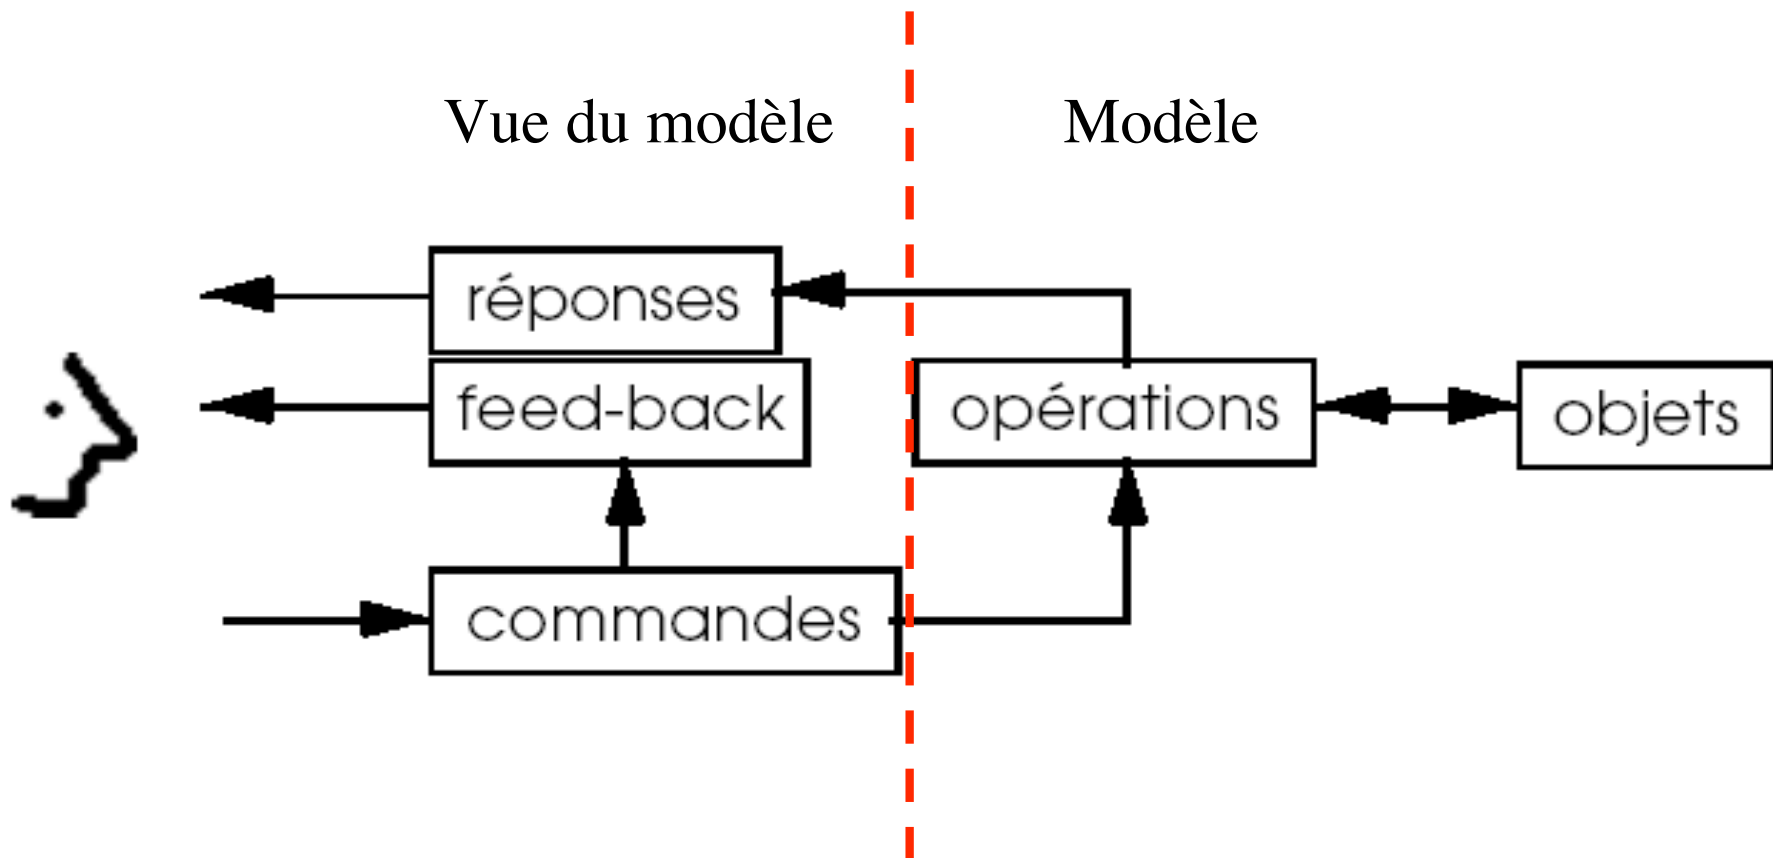 Vue du modèle
Modèle
réponses
feed-back
opérations
objets
commandes